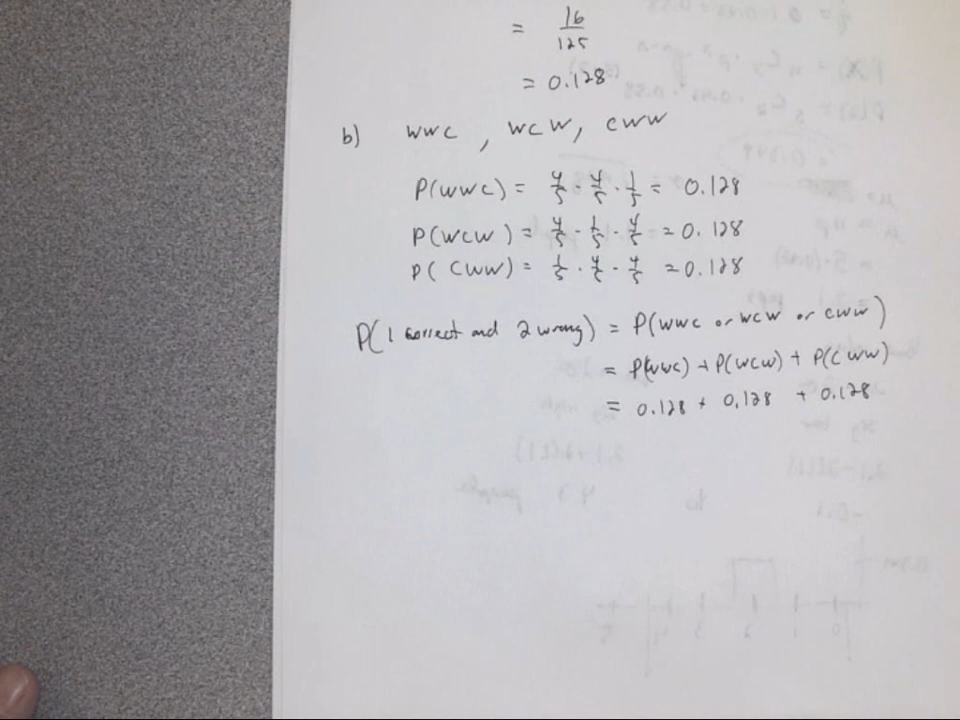 = 16/125
= 0.128
b) WWC, WCW, CWW
P(WWC) = 4/5 · 4/5 · 1/5 = 0.128
P(WCW) = 4/5 · 1/5 · 4/5 = 0.128
P(CWW) = 1/5 · 4/5 · 4/5 = 0.128
P(1 correct and 2 wrong) = P(WWC or WCW or CWW)
= P(WWC) + P(WCW) + P(CWW)
= 0.128 + 0.128 + 0.128